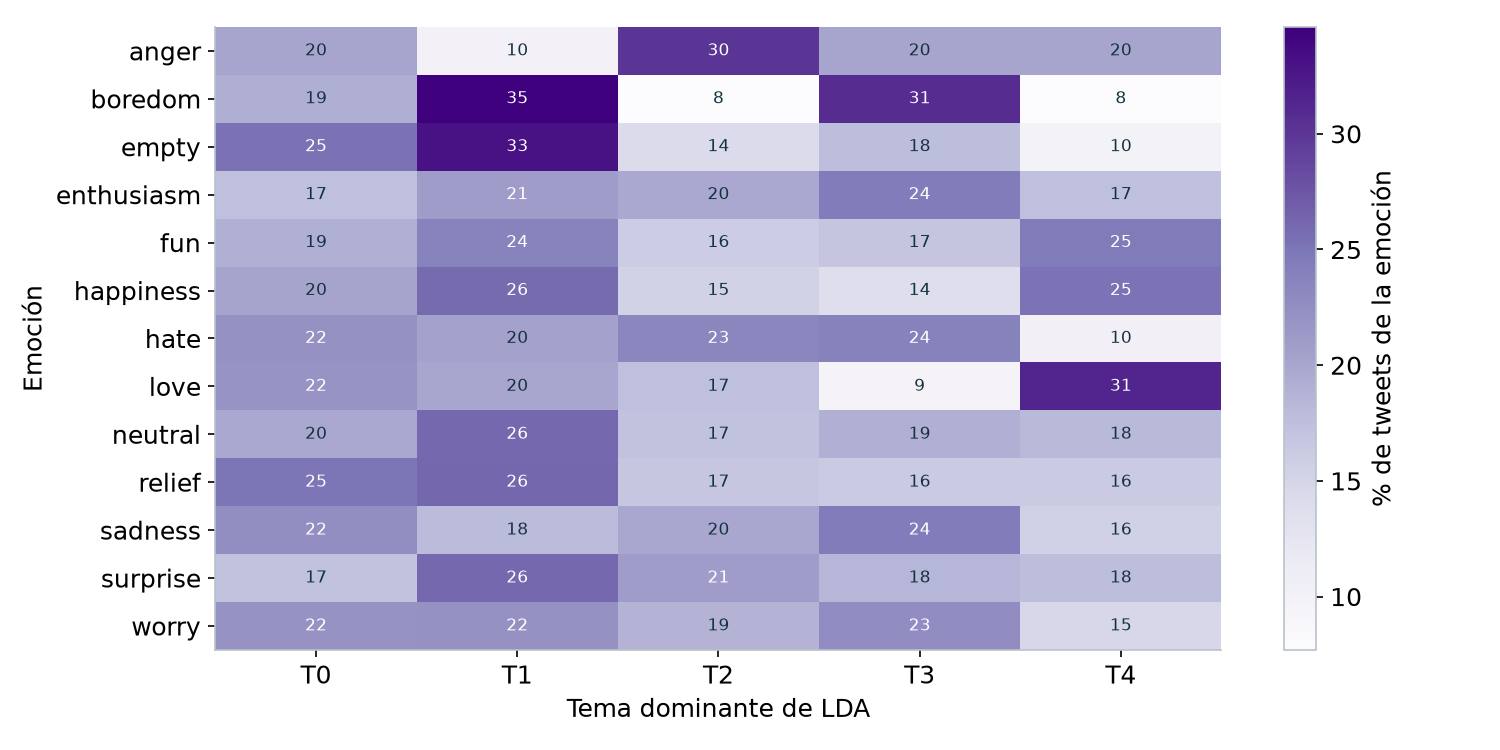 anger 20 10 30 20 20
boredom 19 35 8 31 8
empty 25 33 14 18 10
enthusiasm 17 21 20 24 17
fun 19 24 16 17 25
happiness 20 26 15 14 25
hate 22 20 23 24 10
love 22 20 17 9 31
neutral 20 26 17 19 18
relief 25 26 17 16 16
sadness 22 18 20 24 16
surprise 17 26 21 18 18
worry 22 22 19 23 15
T0 T1 T2 T3 T4
Tema dominante de LDA
Emoción
30
25
20
15
10
% de tweets de la emoción